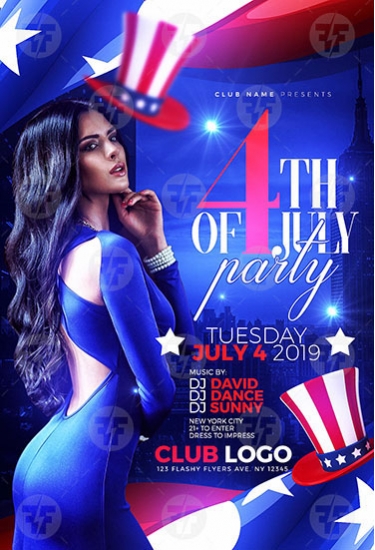 CLUB NAME PRESENTS
4TH
OF JULY
party
TUESDAY
JULY 4 2019
MUSIC BY:
DJ DAVID
DJ DANCE
DJ SUNNY
NEW YORK CITY
21+ TO ENTER
DRESS TO IMPRESS
CLUB LOGO
123 FLASHY FLYERS AVE. NY 12345